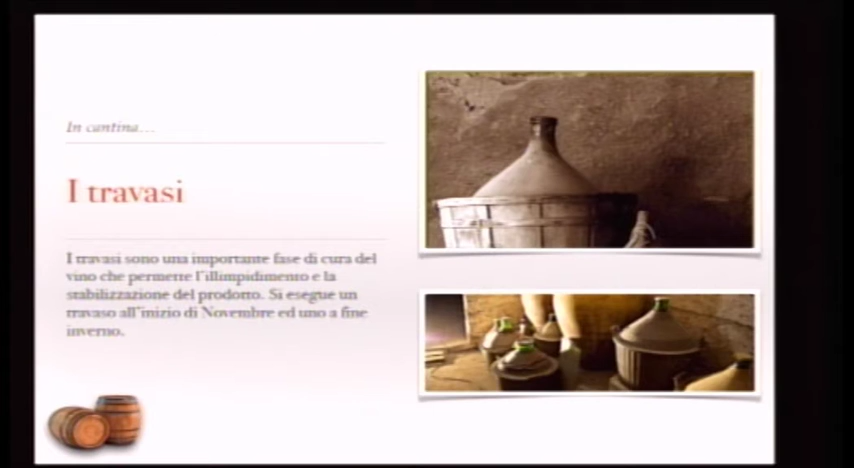 In cantina...
I travasi
I travasi sono una importante fase di cura del
vino che permette l'illimpidimento e la
stabilizzazione del prodotto. Si esegue un
travaso all'inizio di Novembre ed uno a fine
inverno.